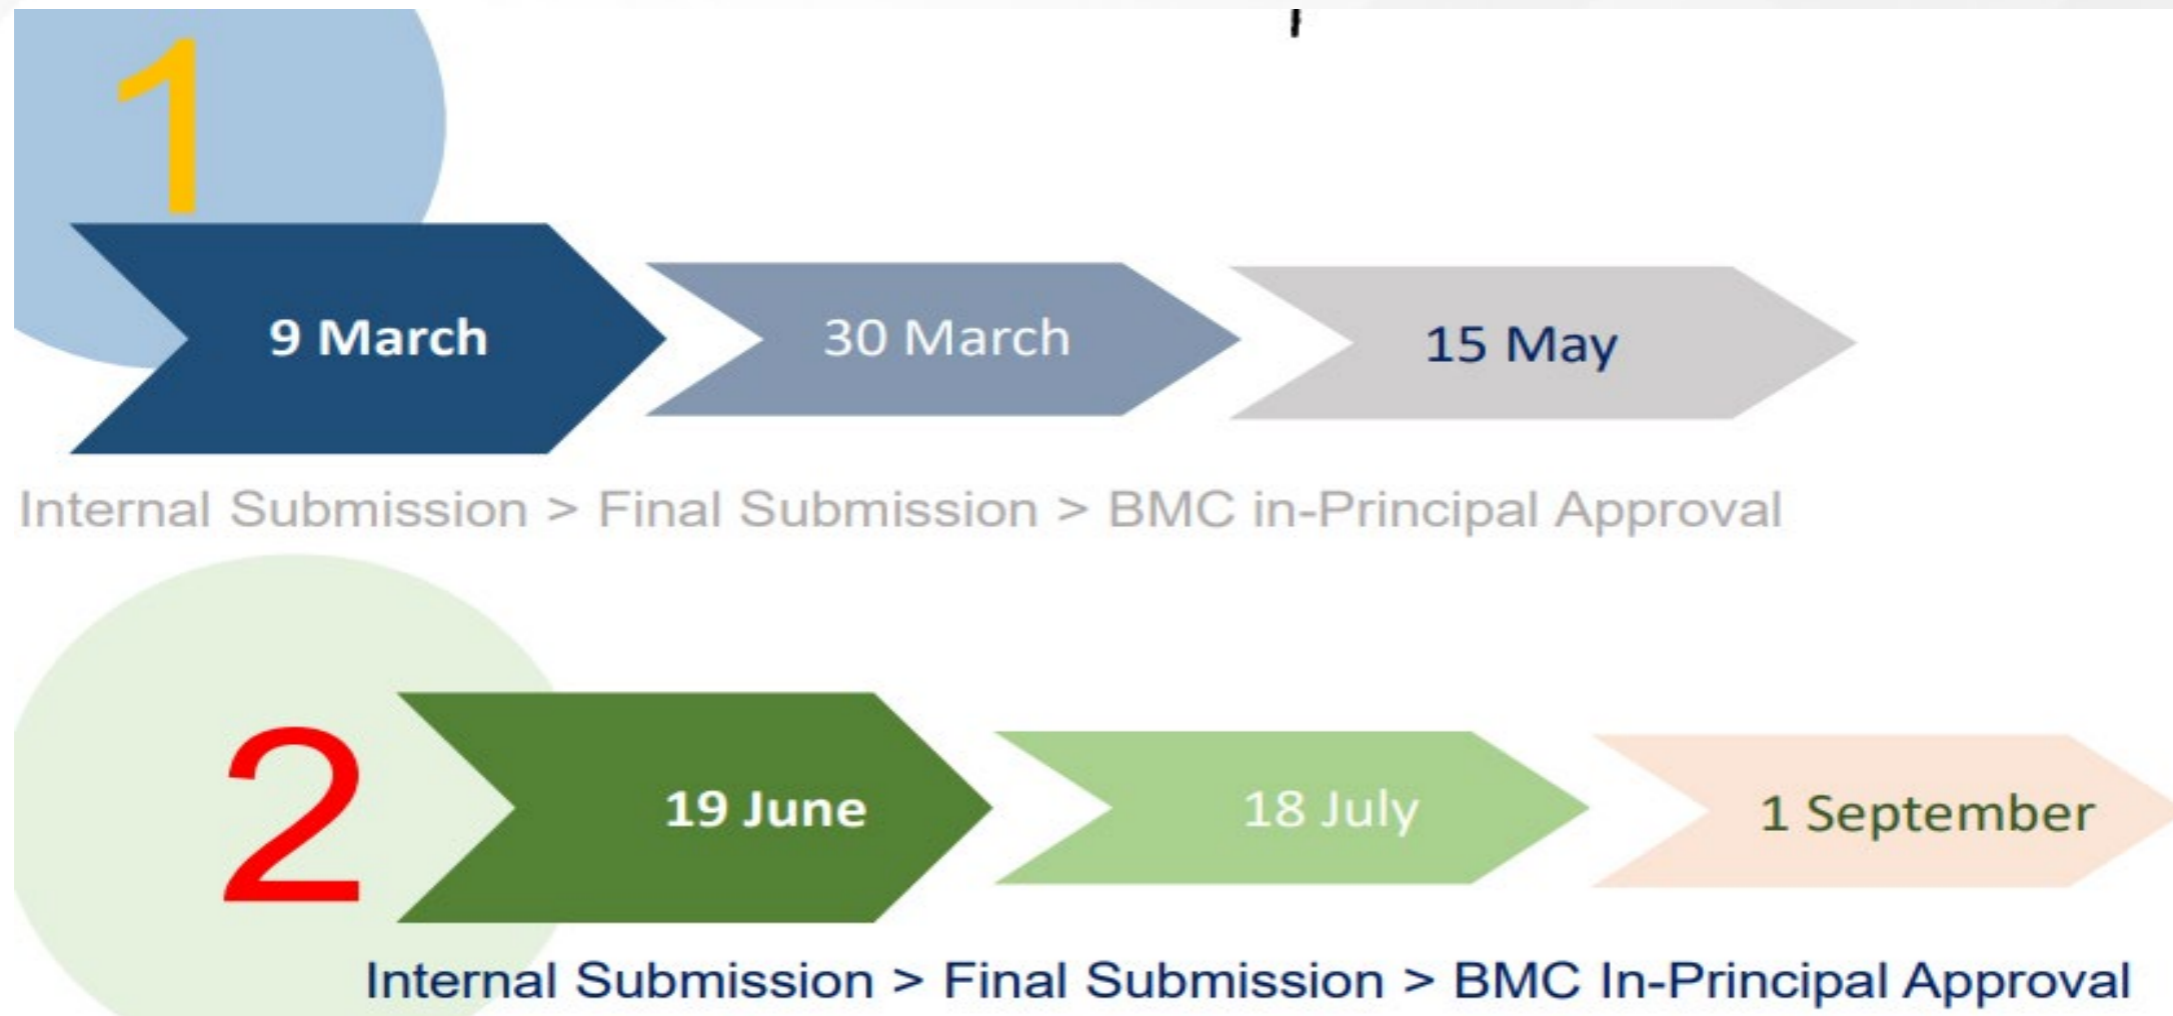 1
9 March
30 March
15 May
Internal Submission > Final Submission > BMC in-Principal Approval
2
19 June
18 July
1 September
Internal Submission > Final Submission > BMC In-Principal Approval